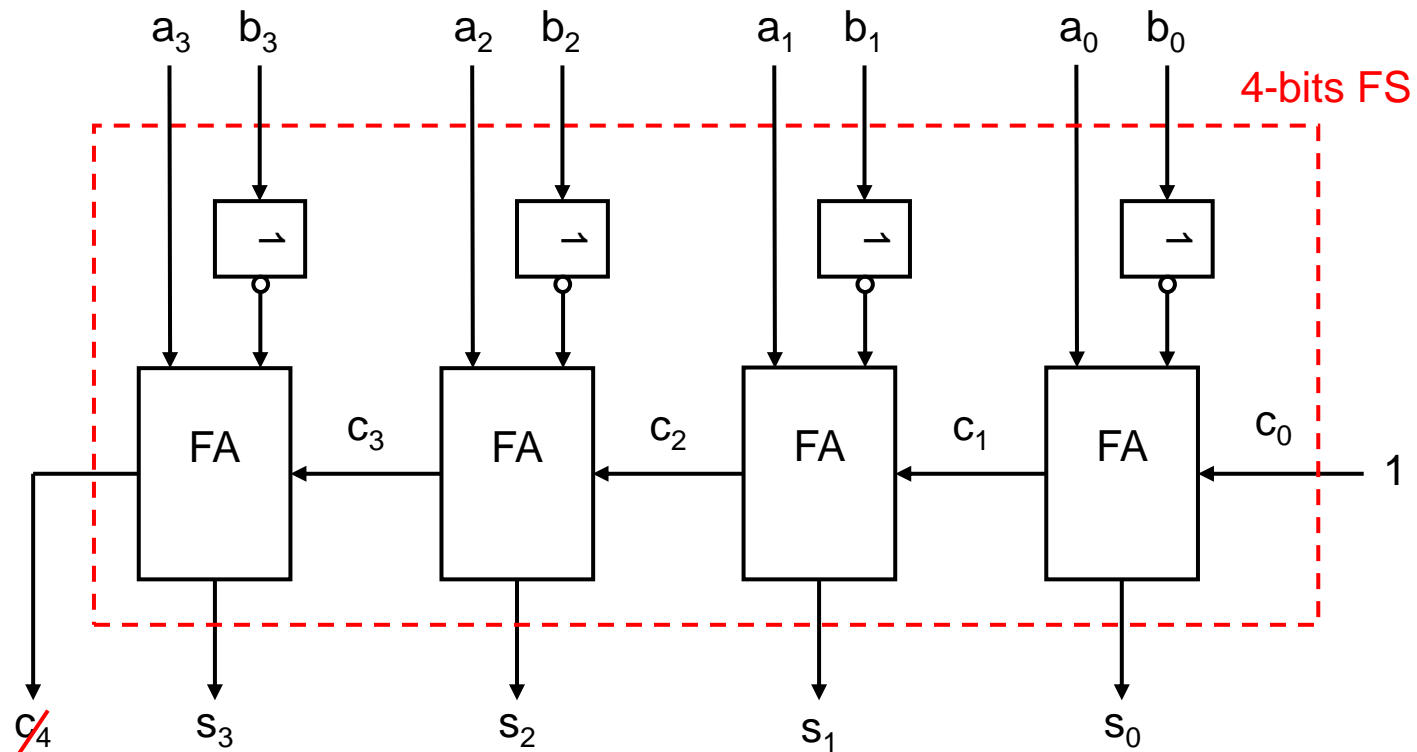 a3 b3 a2 b2 a1 b1 a0 b0
4-bits FS
1 1 1 1
FA c3 FA c2 FA c1 FA c0 1
c4 s3 s2 s1 s0